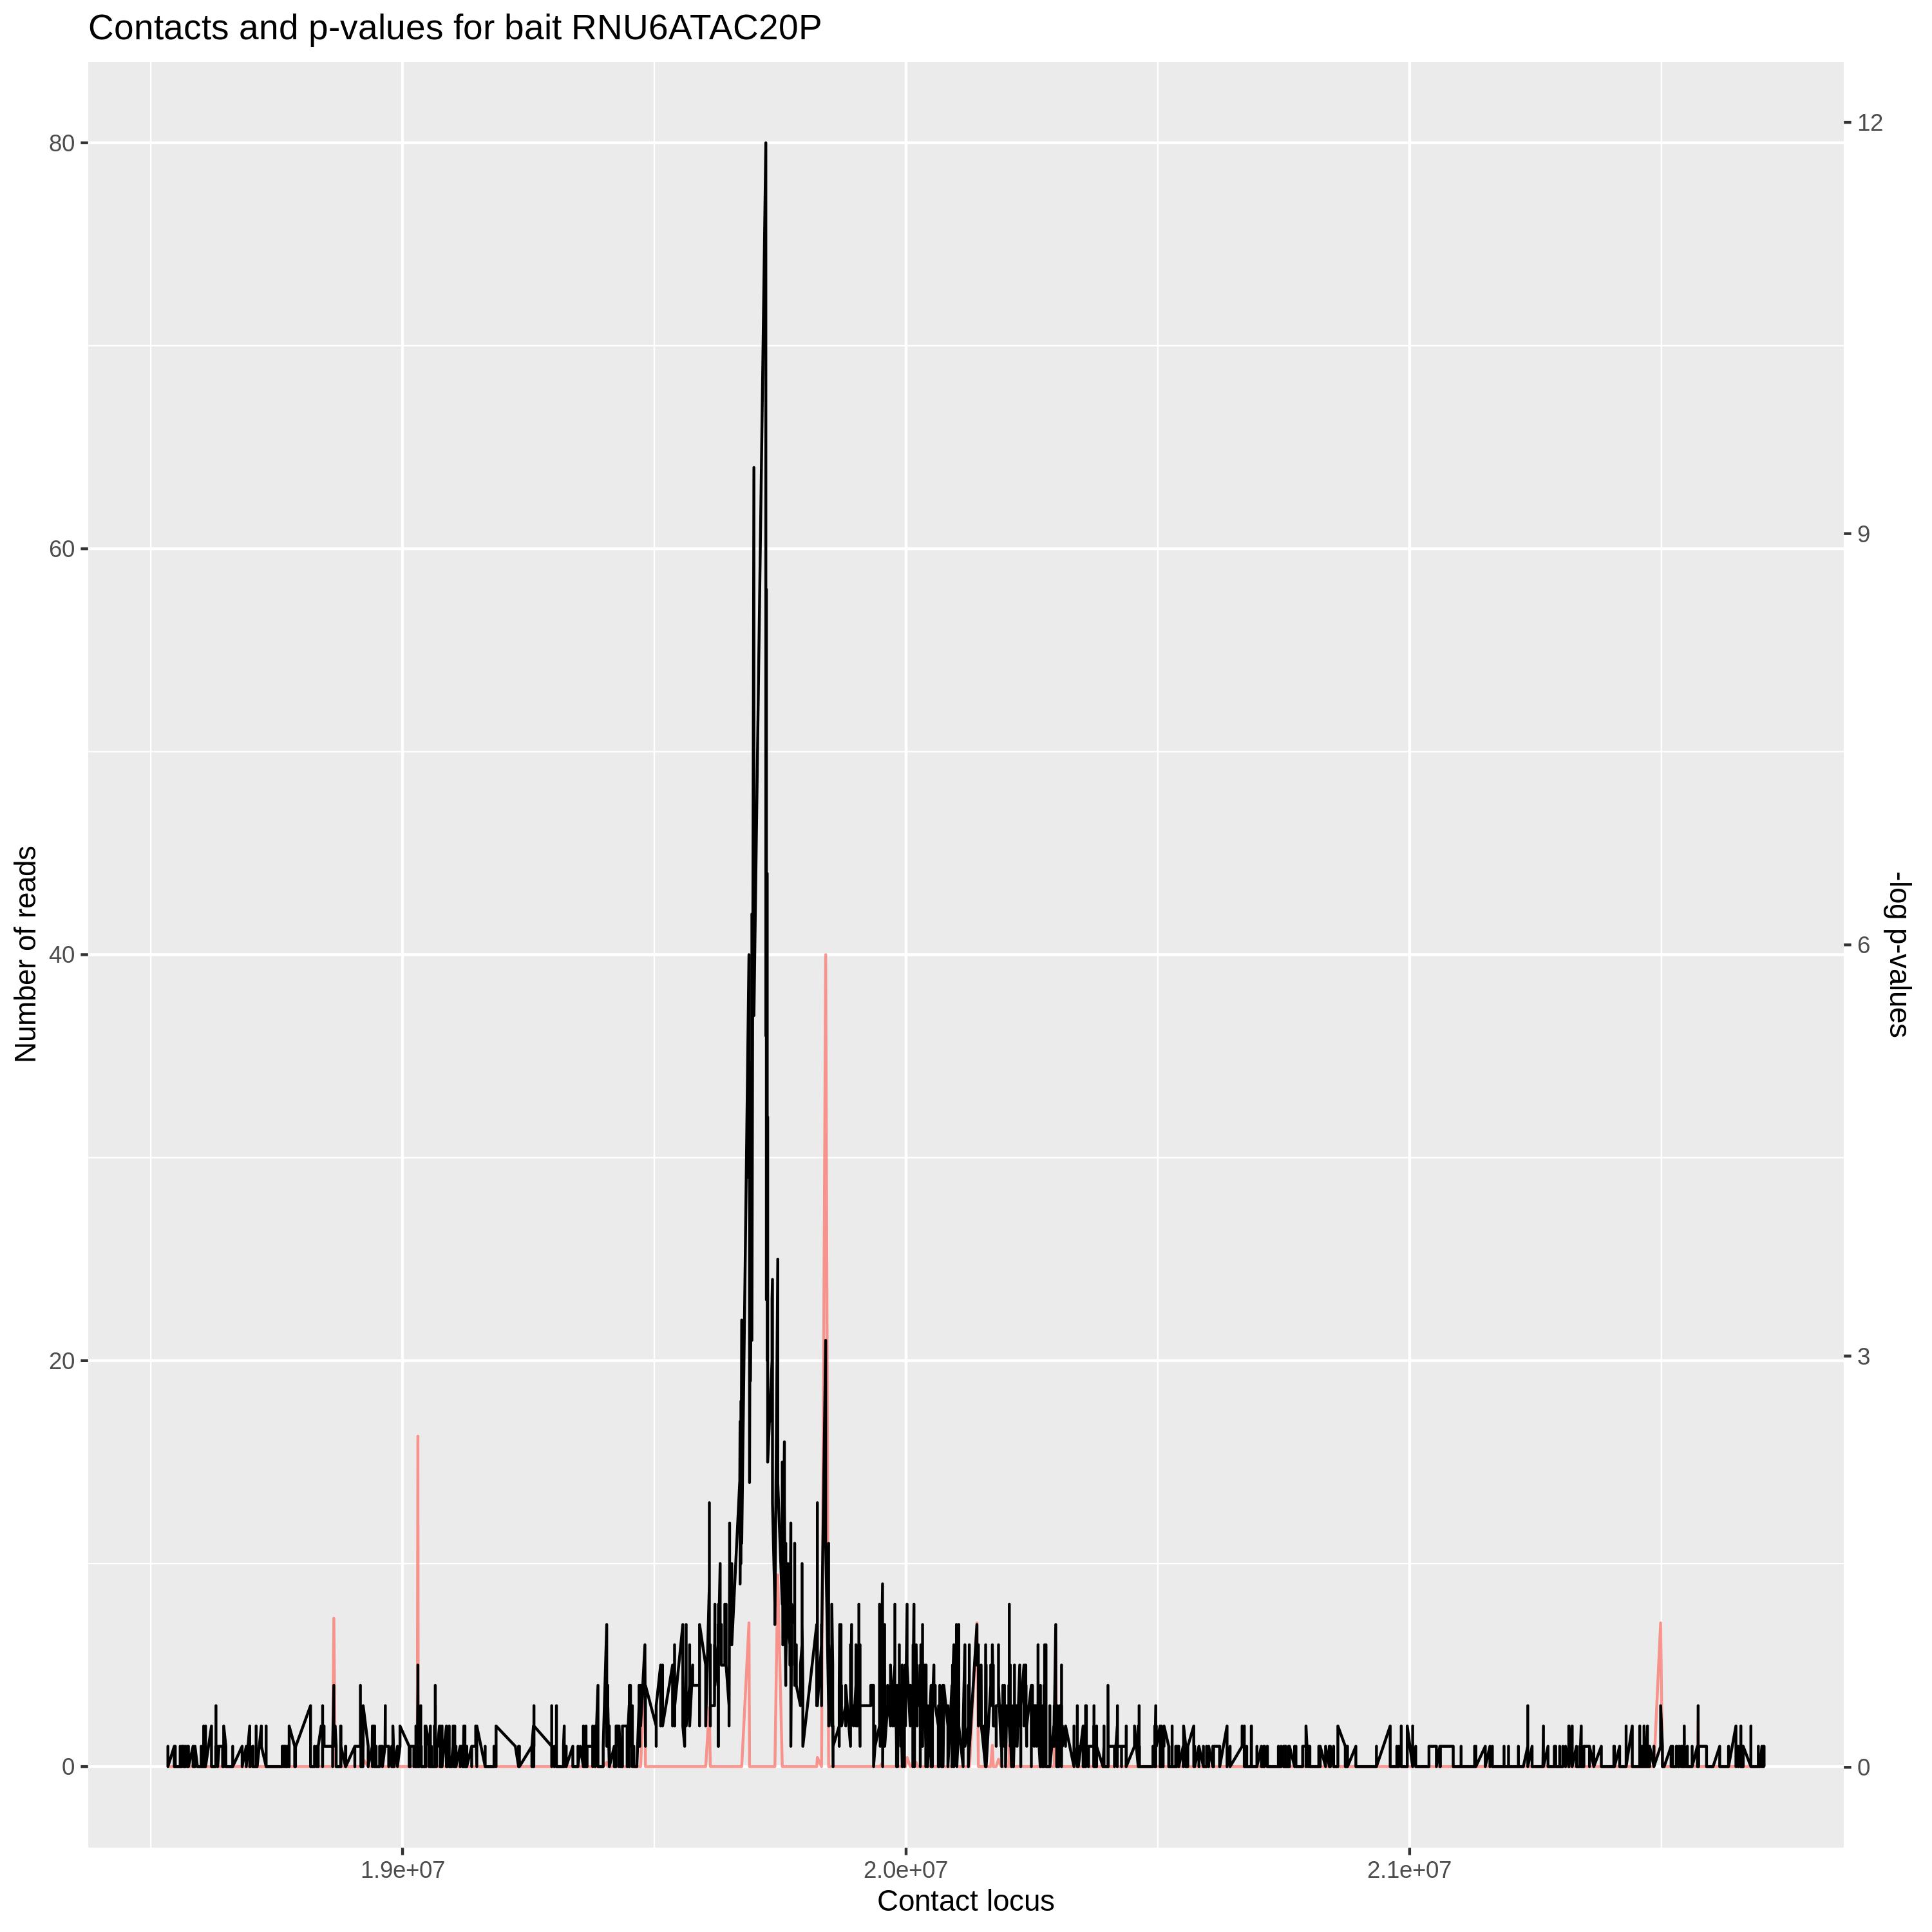 Contacts and p-values for bait RNU6ATAC20P
80
60
40
20
0
12
9
6
3
0
Number of reads
-log p-values
1.9e+07
2.0e+07
2.1e+07
Contact locus